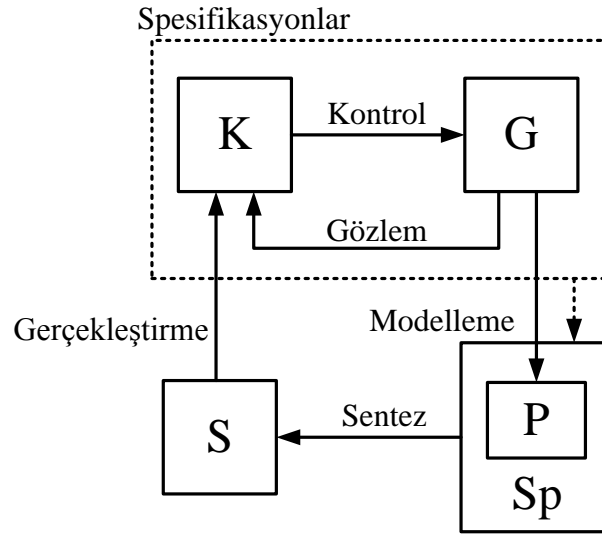 Spesifikasyonlar
K
Kontrol
G
Gözlem
Gerçekleştirme
Modelleme
S
Sentez
P
Sp